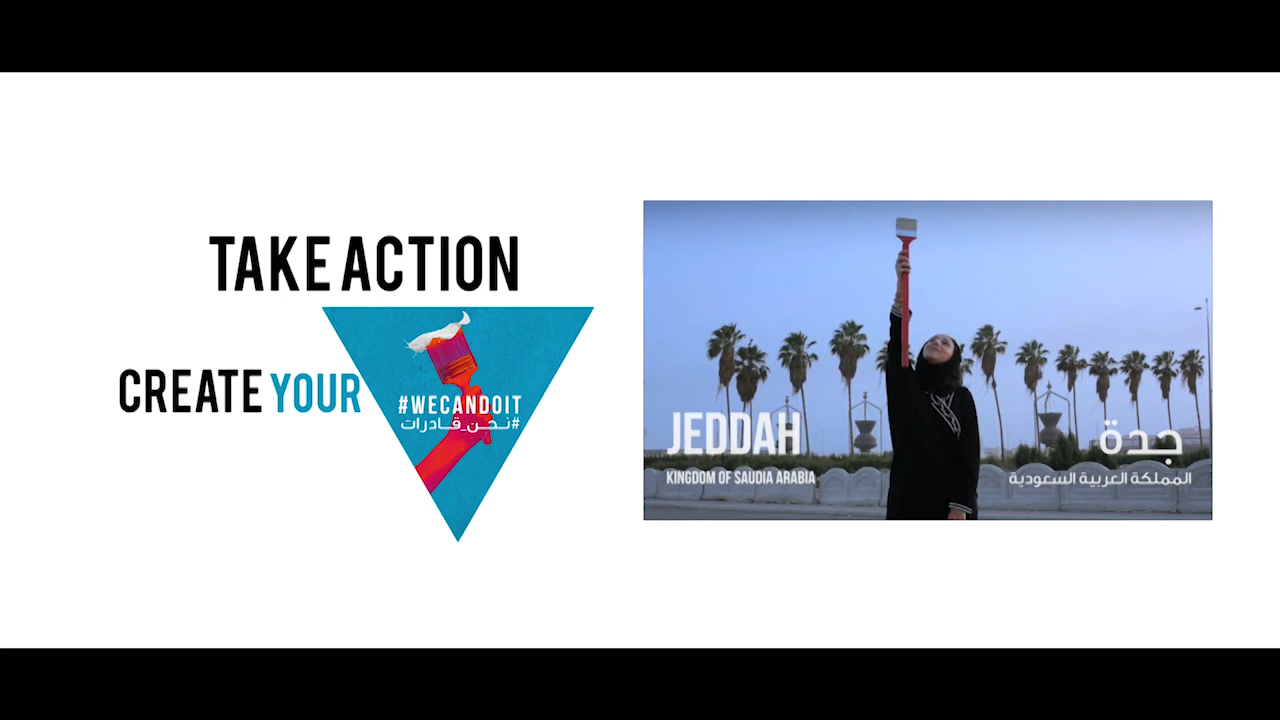 TAKE ACTION
CREATE YOUR
#WECANDOIT
#نحن_قادرات
JEDDAH
جدة
KINGDOM OF SAUDIA ARABIA
المملكة العربية السعودية